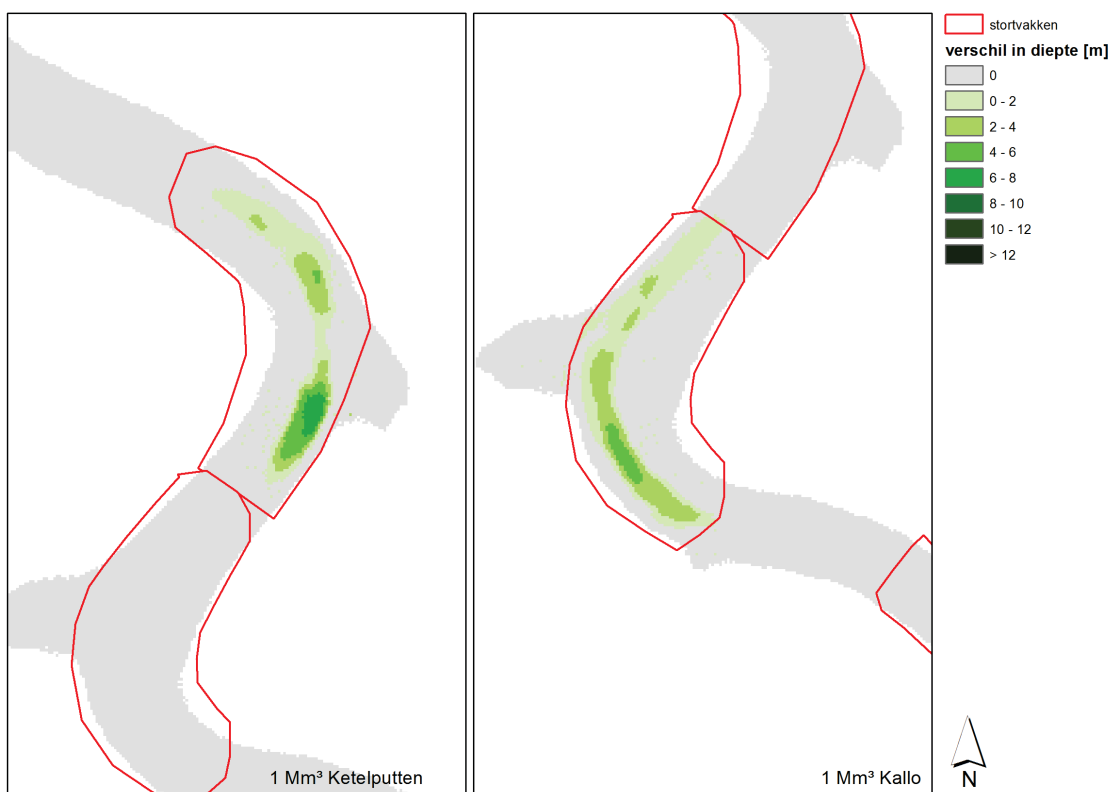 stortvakken
verschil in diepte [m]
0
0 - 2
2 - 4
4 - 6
6 - 8
8 - 10
10 - 12
> 12
1 Mm³ Ketelputten
1 Mm³ Kallo
N